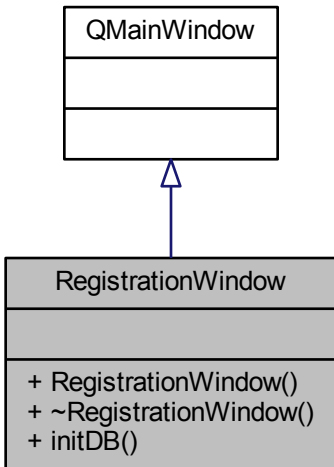 QMainWindow
RegistrationWindow
+ RegistrationWindow()
+ ~RegistrationWindow()
+ initDB()